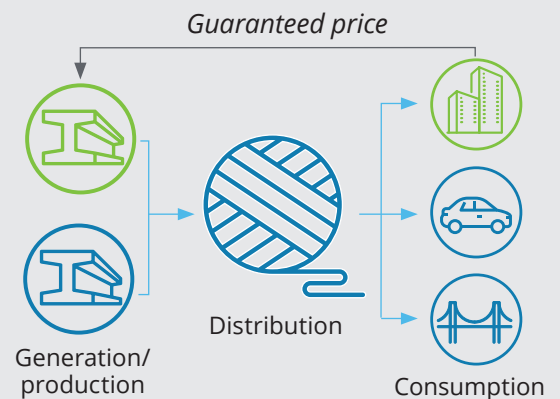 Guaranteed price
Distribution
Generation/
production
Consumption